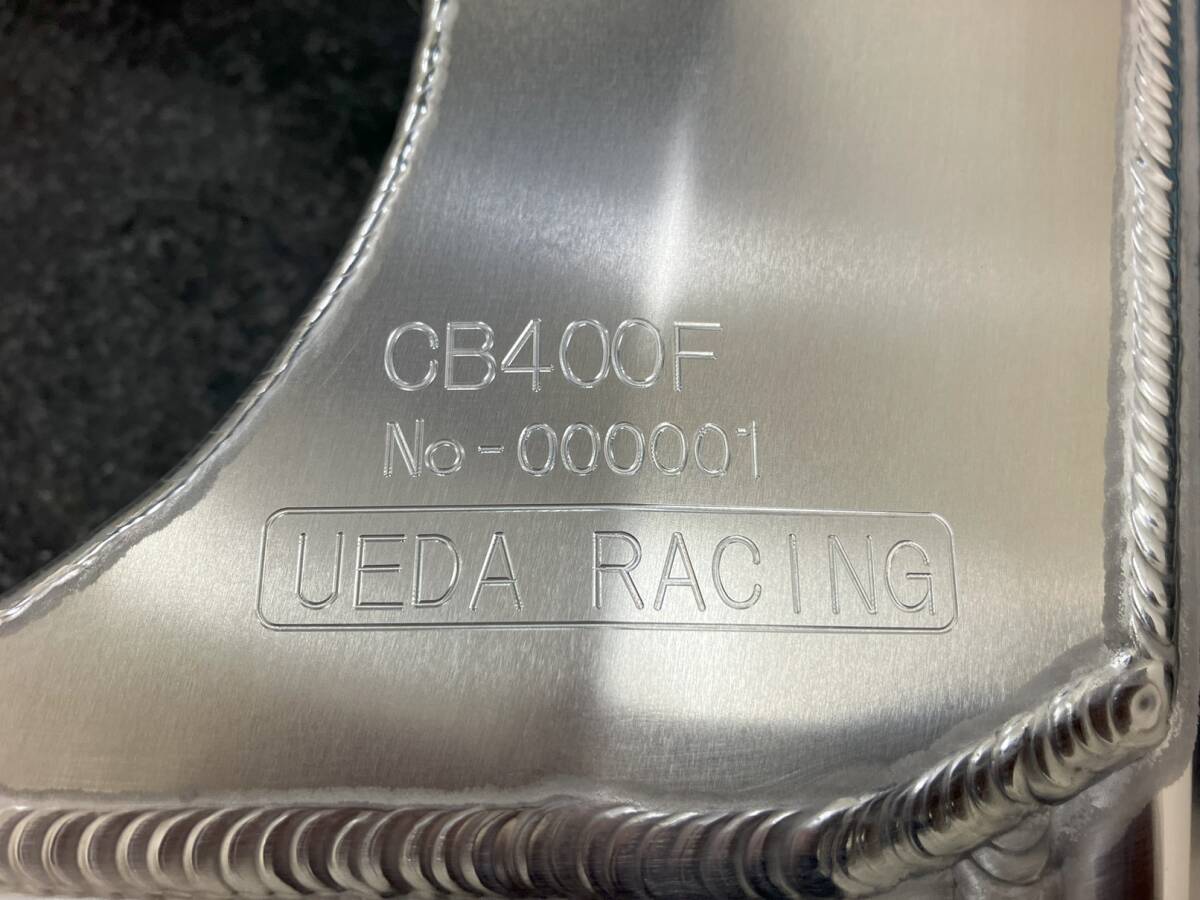 CB400F
No-000001
UEDA RACING